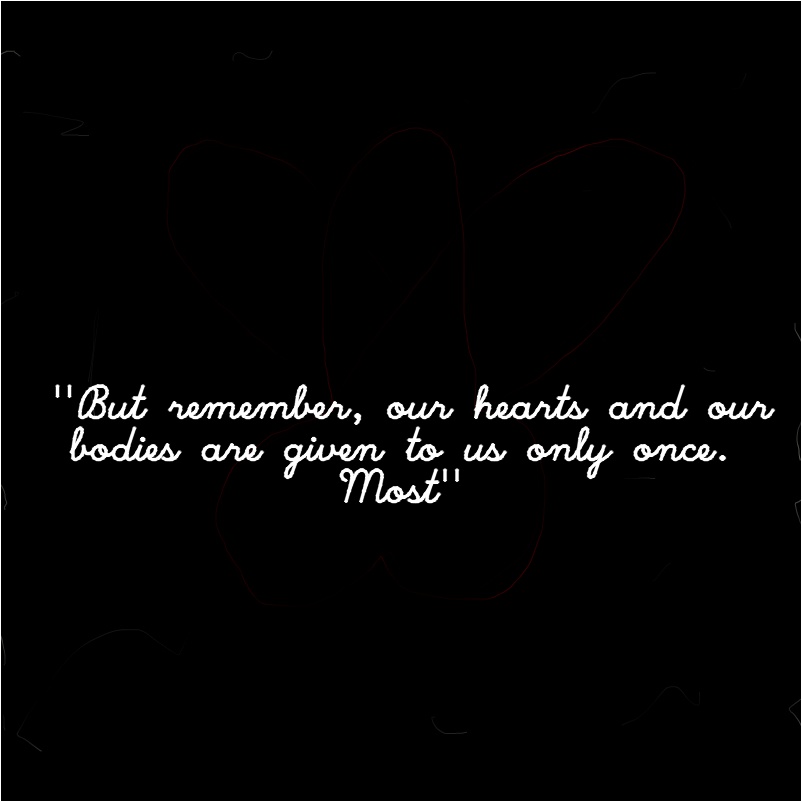 "But remember, our hearts and our
bodies are given to us only once.
Most"